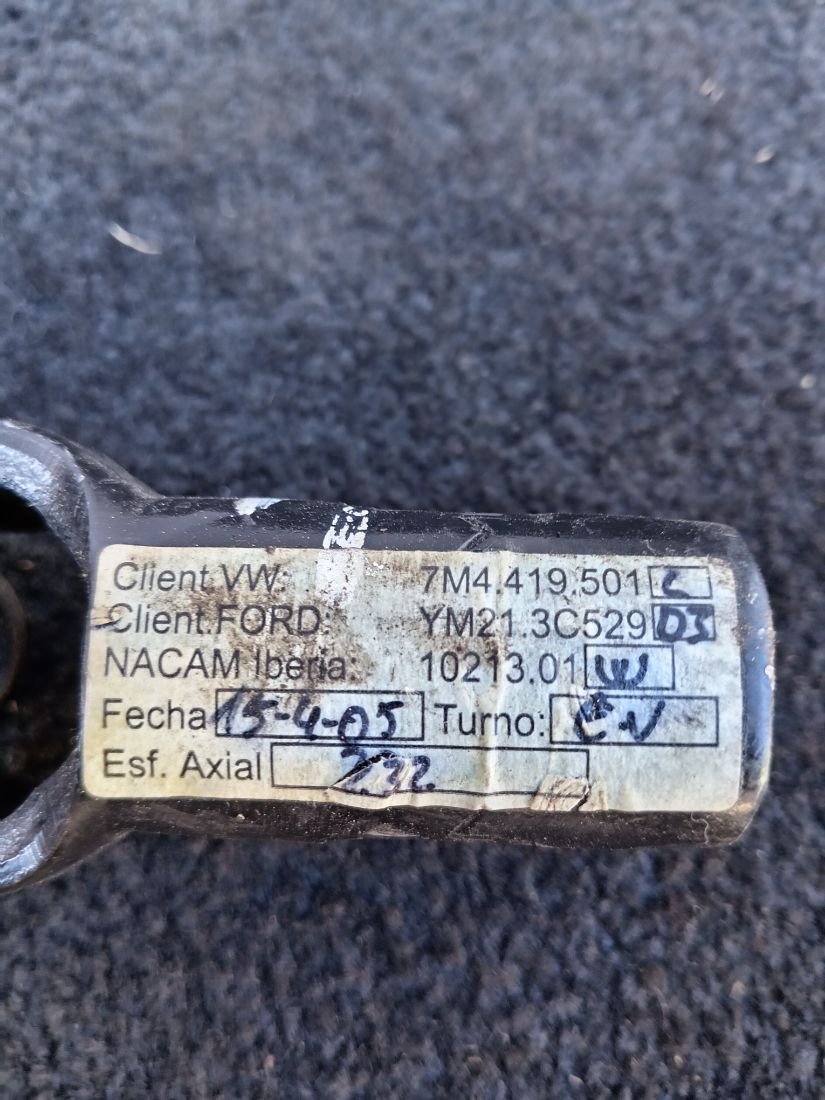 Client.VW: 7M4.419.501 C
Client.FORD: YM21.3C529 D3
NACAM Iberia: 10213.01 W
Fecha 15-4-05 Turno:
Esf. Axial 232